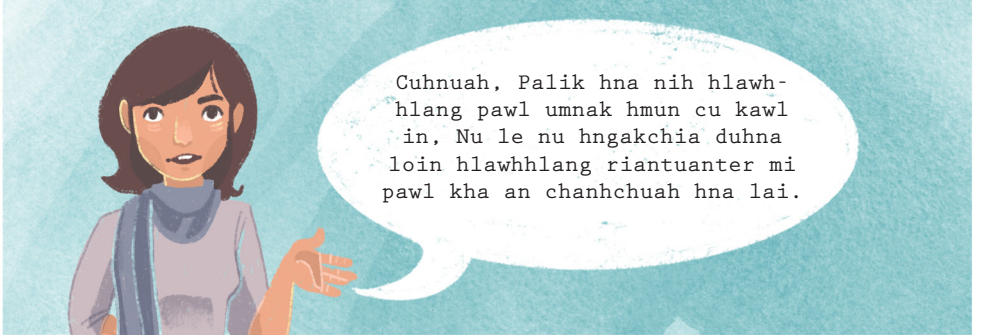 Cuhnuah, Palik hna nih hlawh-
hlang pawl umnak hmun cu kawl
in, Nu le nu hngakchia duhna
loin hlawhhlang riantuanter mi
pawl kha an chanhchuah hna lai.